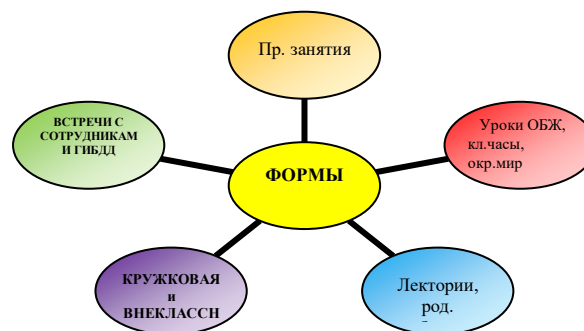 Пр. занятия
ВСТРЕЧИ С
СОТРУДНИКАМ
И ГИБДД
Уроки ОБЖ,
кл.часы,
окр.мир
ФОРМЫ
КРУЖКОВАЯ
и
ВНЕКЛАССН
Лектории,
род.